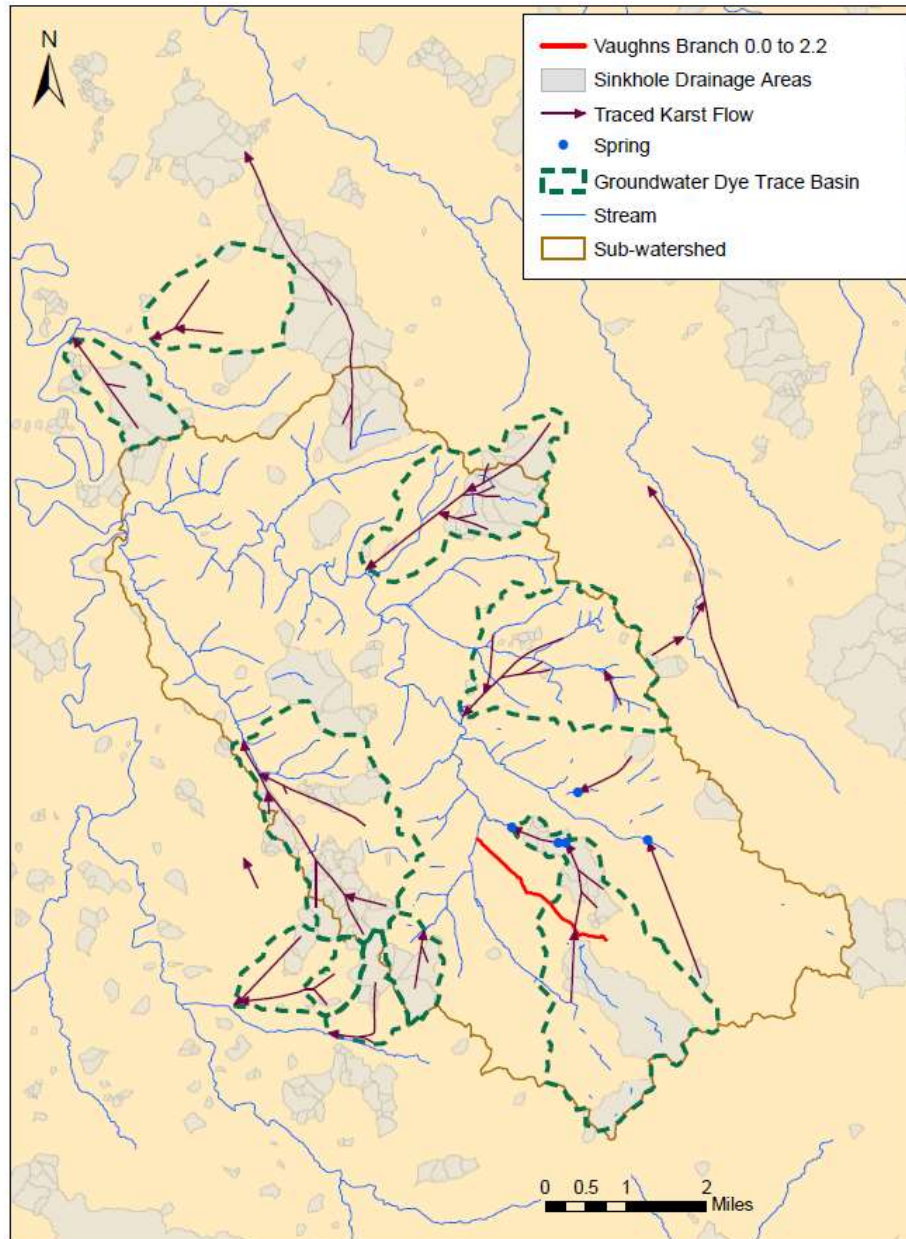 N
Vaughns Branch 0.0 to 2.2
Sinkhole Drainage Areas
Traced Karst Flow
Spring
Groundwater Dye Trace Basin
Stream
Sub-watershed
0 0.5 1 2
Miles